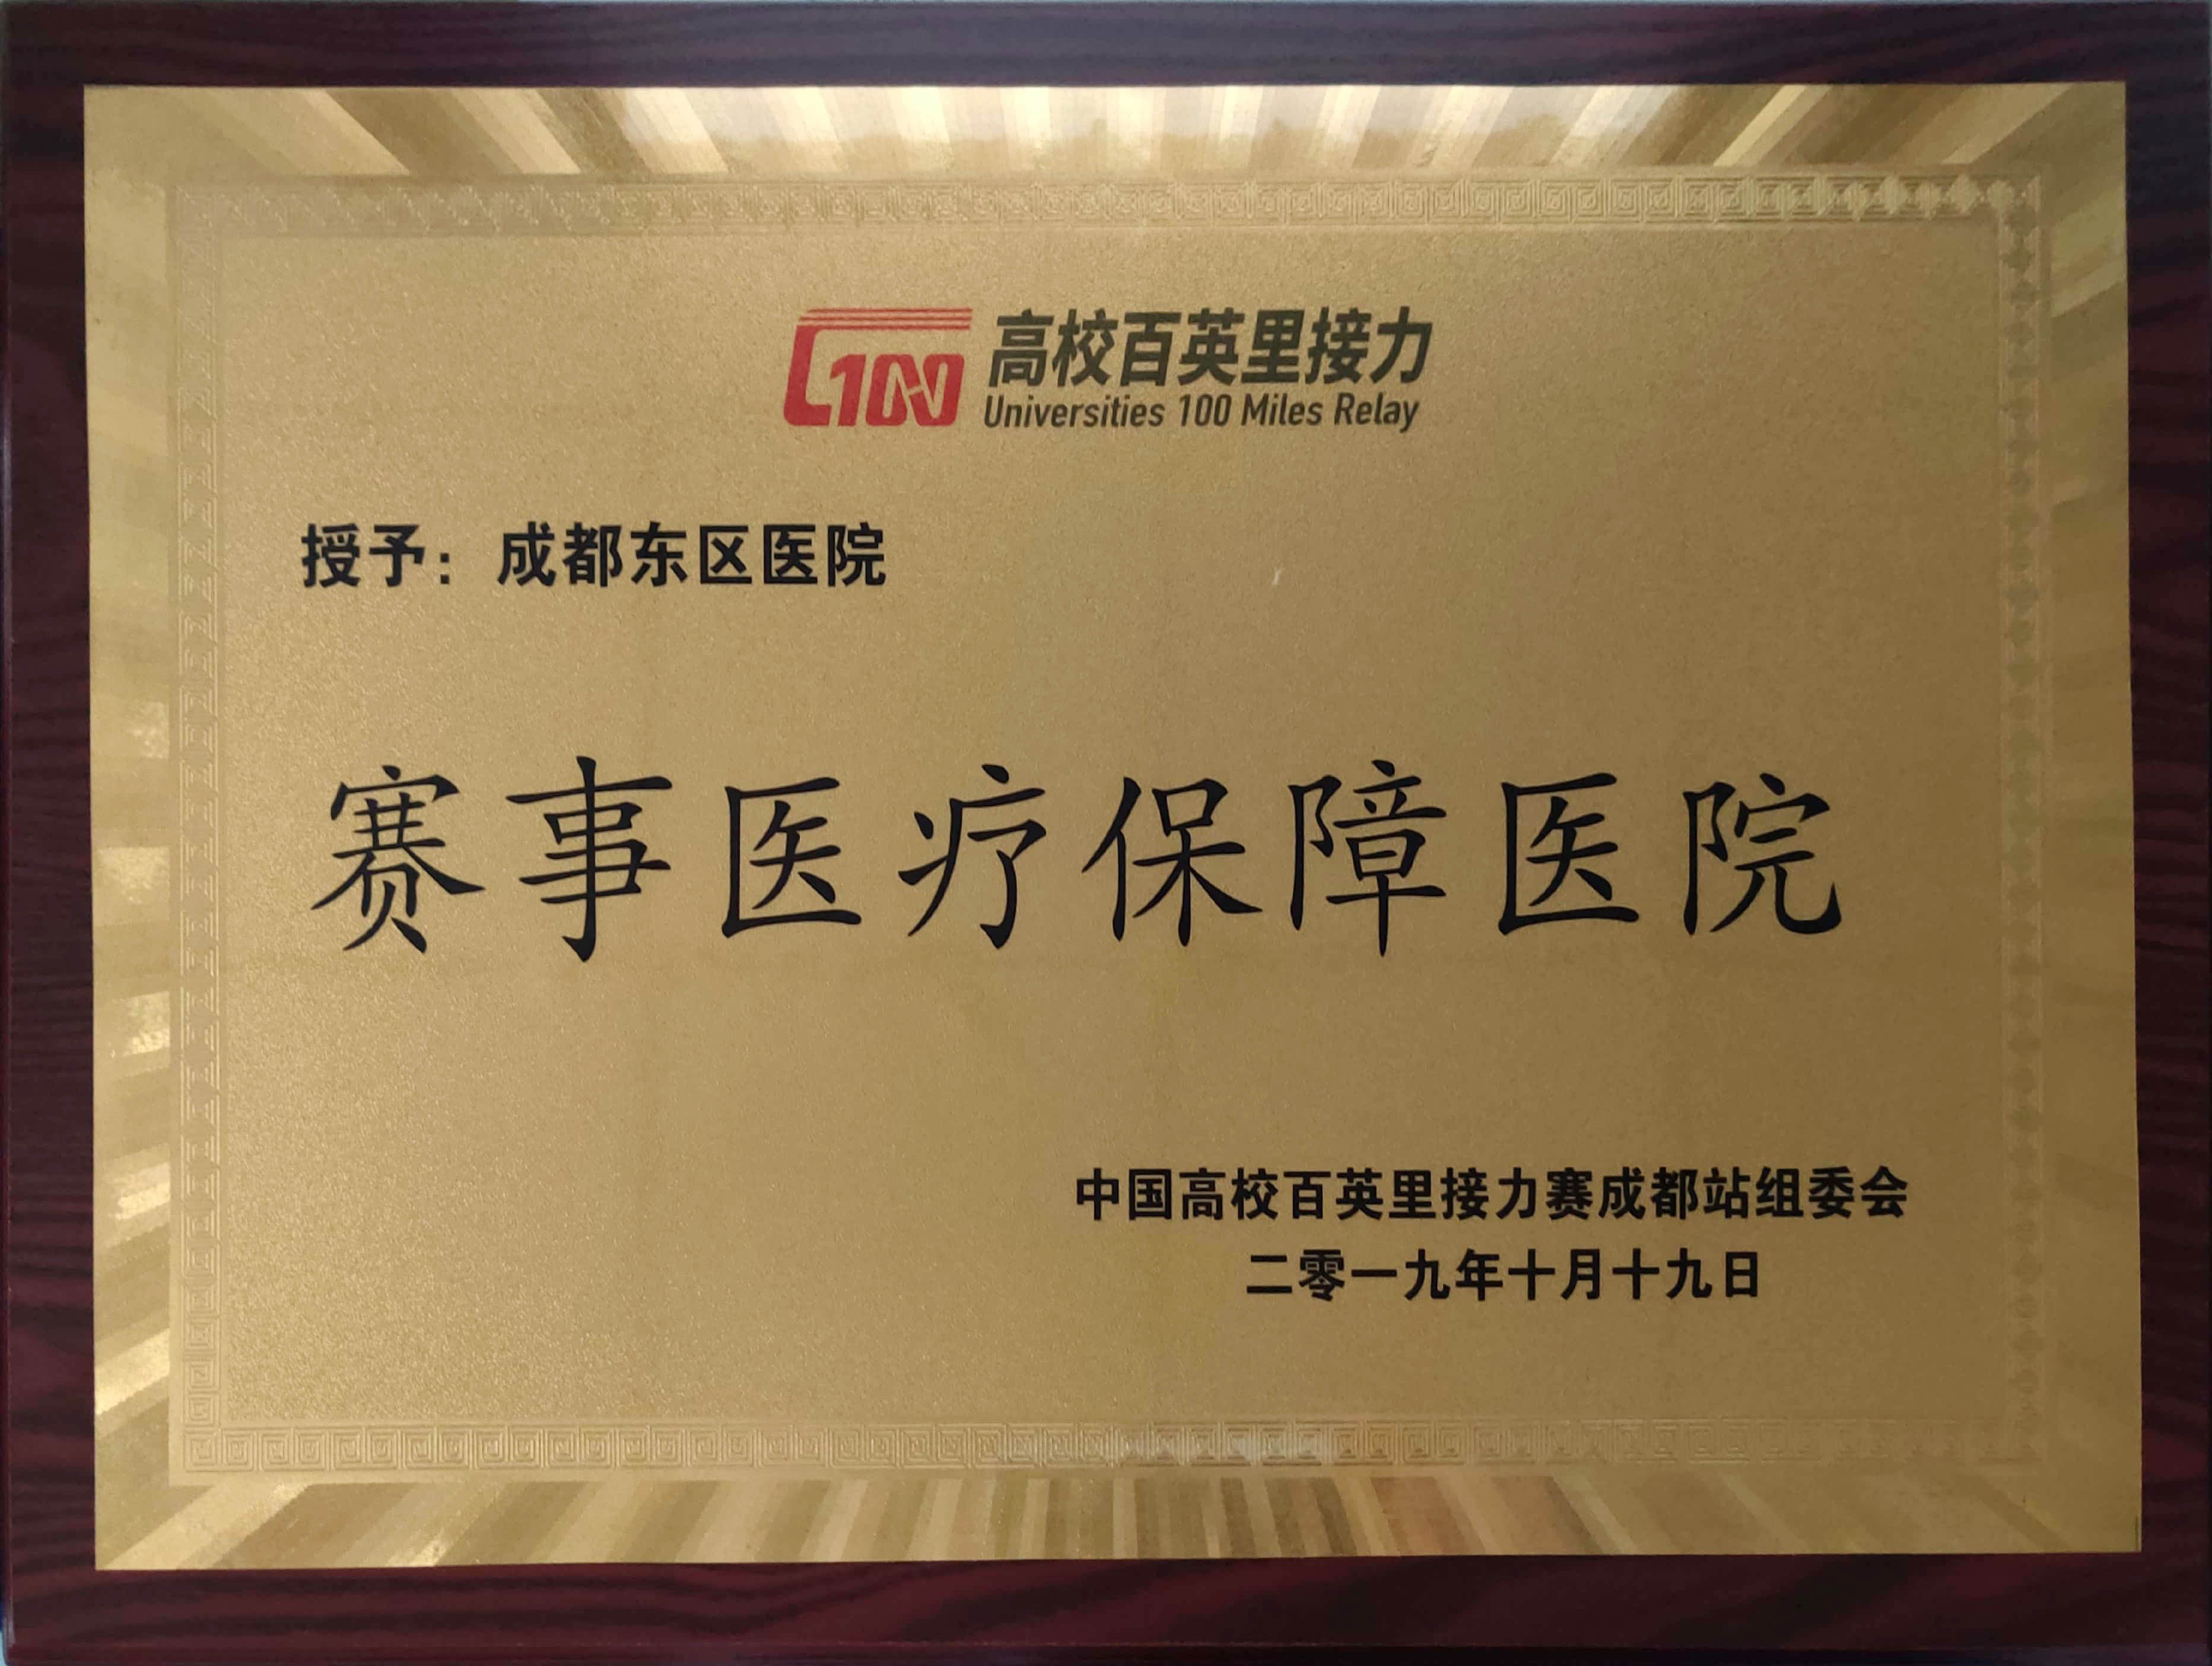 100 高校百英里接力
Universities 100 Miles Relay
授予：成都东区医院
赛事医疗保障医院
中国高校百英里接力赛成都站组委会
二零一九年十月十九日